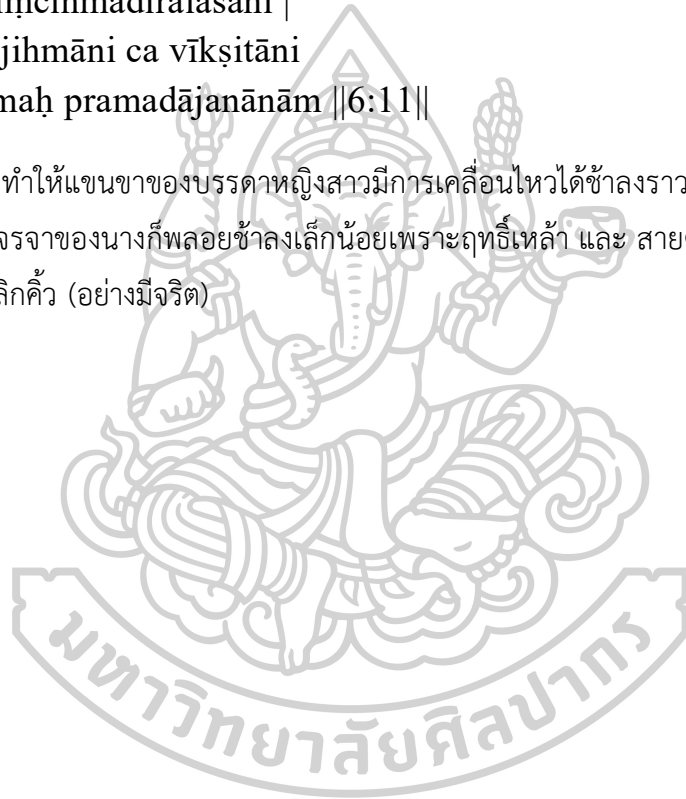 jihmāni ca vīkṣitāni
pramadājanānām ||6:11||
ทำให้แขนขาของบรรดาหญิงสาวมีการเคลื่อนไหวได้ช้าลงราว
จรจาของนางก็พลอยช้าลงเล็กน้อยเพราะฤทธิ์เหล้า และ สาย
ลิกคิ้ว (อย่างมีจริต)
มหาวิทยาลัยศิลปากร